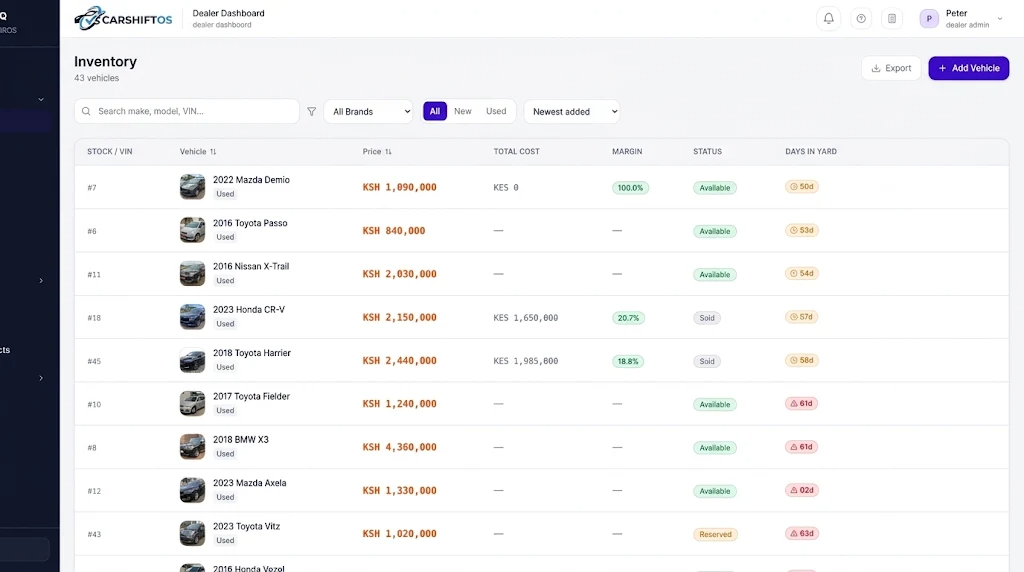 Q
IROS
cts
CARSHIFTOS
Dealer Dashboard
dealer dashboord
P
Peter
dealer admin
Inventory
43 vehicles
Export
+ Add Vehicle
Search make, model, VIN...
All Brands
All
New
Used
Newest added
STOCK / VIN
Vehicle ↑↓
Price ↑↓
TOTAL COST
MARGIN
STATUS
DAYS IN YARD
#7
2022 Mazda Demio
Used
KSH 1,090,000
KES 0
100.0%
Available
50d
#6
2016 Toyota Passo
Used
KSH 840,000
—
—
Available
53d
#11
2016 Nissan X-Trail
Used
KSH 2,030,000
—
—
Available
54d
#18
2023 Honda CR-V
Used
KSH 2,150,000
KES 1,650,000
20.7%
Sold
57d
#45
2018 Toyota Harrier
Used
KSH 2,440,000
KES 1,985,000
18.8%
Sold
58d
#10
2017 Toyota Fielder
Used
KSH 1,240,000
—
—
Available
61d
#8
2018 BMW X3
Used
KSH 4,360,000
—
—
Available
61d
#12
2023 Mazda Axela
Used
KSH 1,330,000
—
—
Available
02d
#43
2023 Toyota Vitz
Used
KSH 1,020,000
—
—
Reserved
63d
2016 Honda Vezel